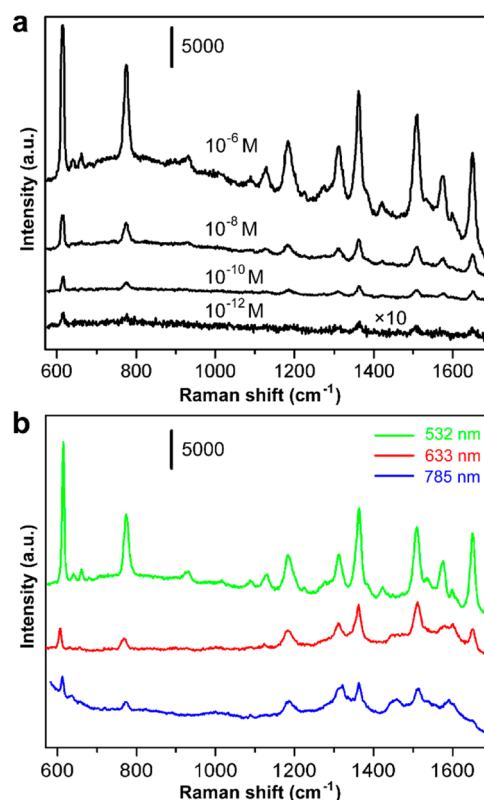 a
5000
10⁻⁶ M
10⁻⁸ M
10⁻¹⁰ M
10⁻¹² M
×10
Intensity (a.u.)
600 800 1000 1200 1400 1600
Raman shift (cm⁻¹)
b
5000
532 nm
633 nm
785 nm
Intensity (a.u.)
600 800 1000 1200 1400 1600
Raman shift (cm⁻¹)